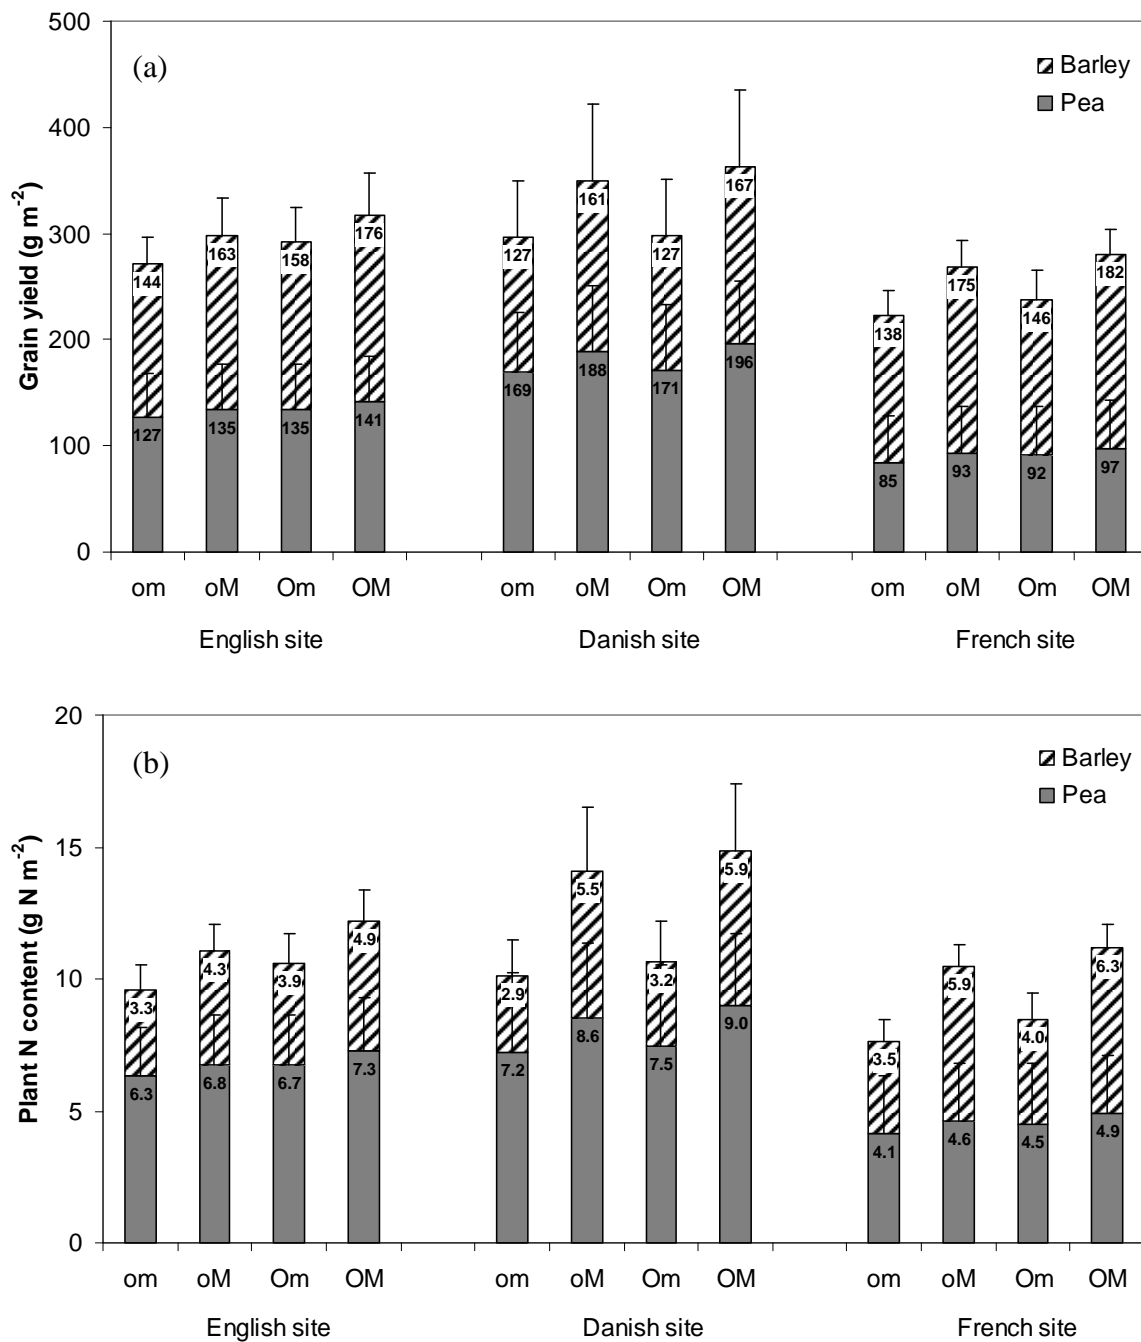 500
(a)
Barley
Pea
400
300
200
100
0
Grain yield (g m⁻²)
144 163 158 176 127 161 127 167 138 175 146 182
127 135 135 141 169 188 171 196 85 93 92 97
om oM Om OM om oM Om OM om oM Om OM
English site Danish site French site
20
(b)
Barley
Pea
15
10
5
0
Plant N content (g N m⁻²)
3.3 4.3 3.9 4.9 2.9 5.5 3.2 5.9 3.5 5.9 4.0 6.3
6.3 6.8 6.7 7.3 7.2 8.6 7.5 9.0 4.1 4.6 4.5 4.9
om oM Om OM om oM Om OM om oM Om OM
English site Danish site French site